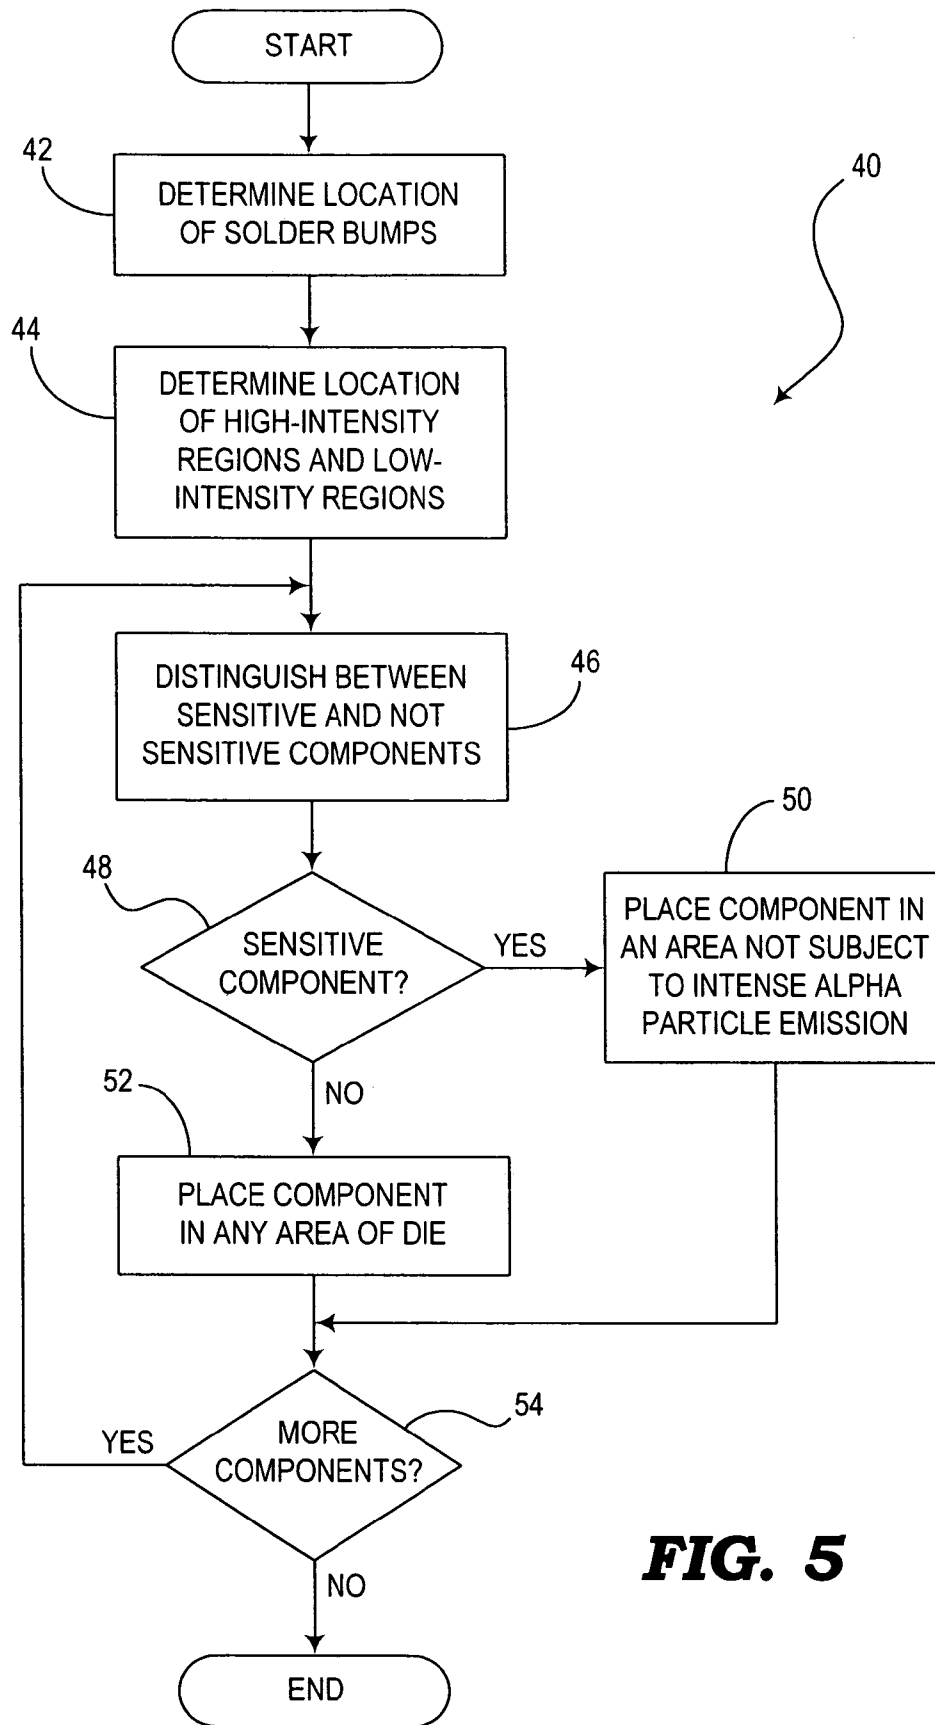 START
42
DETERMINE LOCATION
OF SOLDER BUMPS
40
44
DETERMINE LOCATION
OF HIGH-INTENSITY
REGIONS AND LOW-
INTENSITY REGIONS
DISTINGUISH BETWEEN
SENSITIVE AND NOT
SENSITIVE COMPONENTS
46
48
SENSITIVE
COMPONENT?
YES
50
PLACE COMPONENT IN
AN AREA NOT SUBJECT
TO INTENSE ALPHA
PARTICLE EMISSION
NO
52
PLACE COMPONENT
IN ANY AREA OF DIE
MORE
COMPONENTS?
54
YES
NO
END
FIG. 5